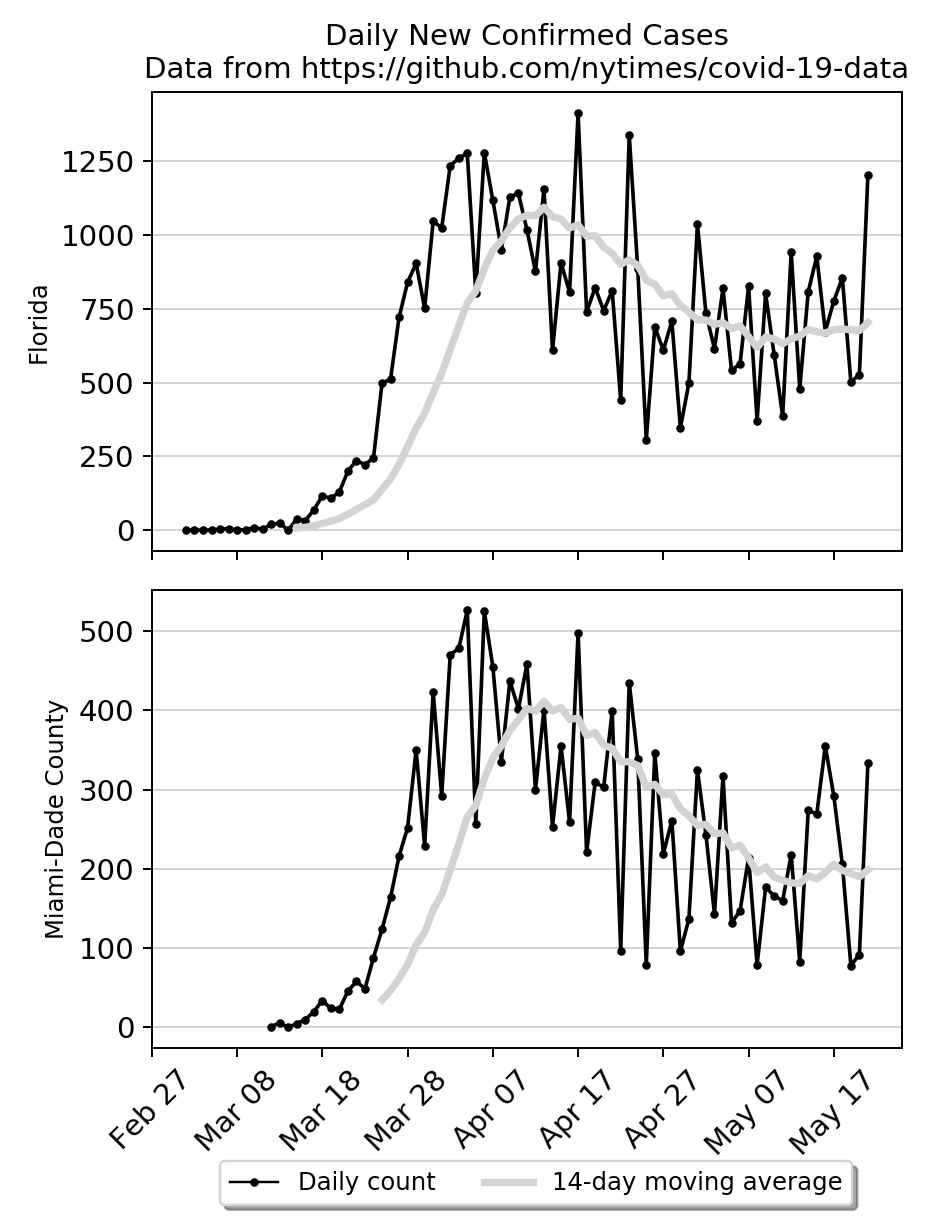 Daily New Confirmed Cases
Data from https://github.com/nytimes/covid-19-data
1250
1000
750
500
250
0
Florida
500
400
300
200
100
0
Miami-Dade County
Feb 27
Mar 08
Mar 18
Mar 28
Apr 07
Apr 17
Apr 27
May 07
May 17
Daily count
14-day moving average